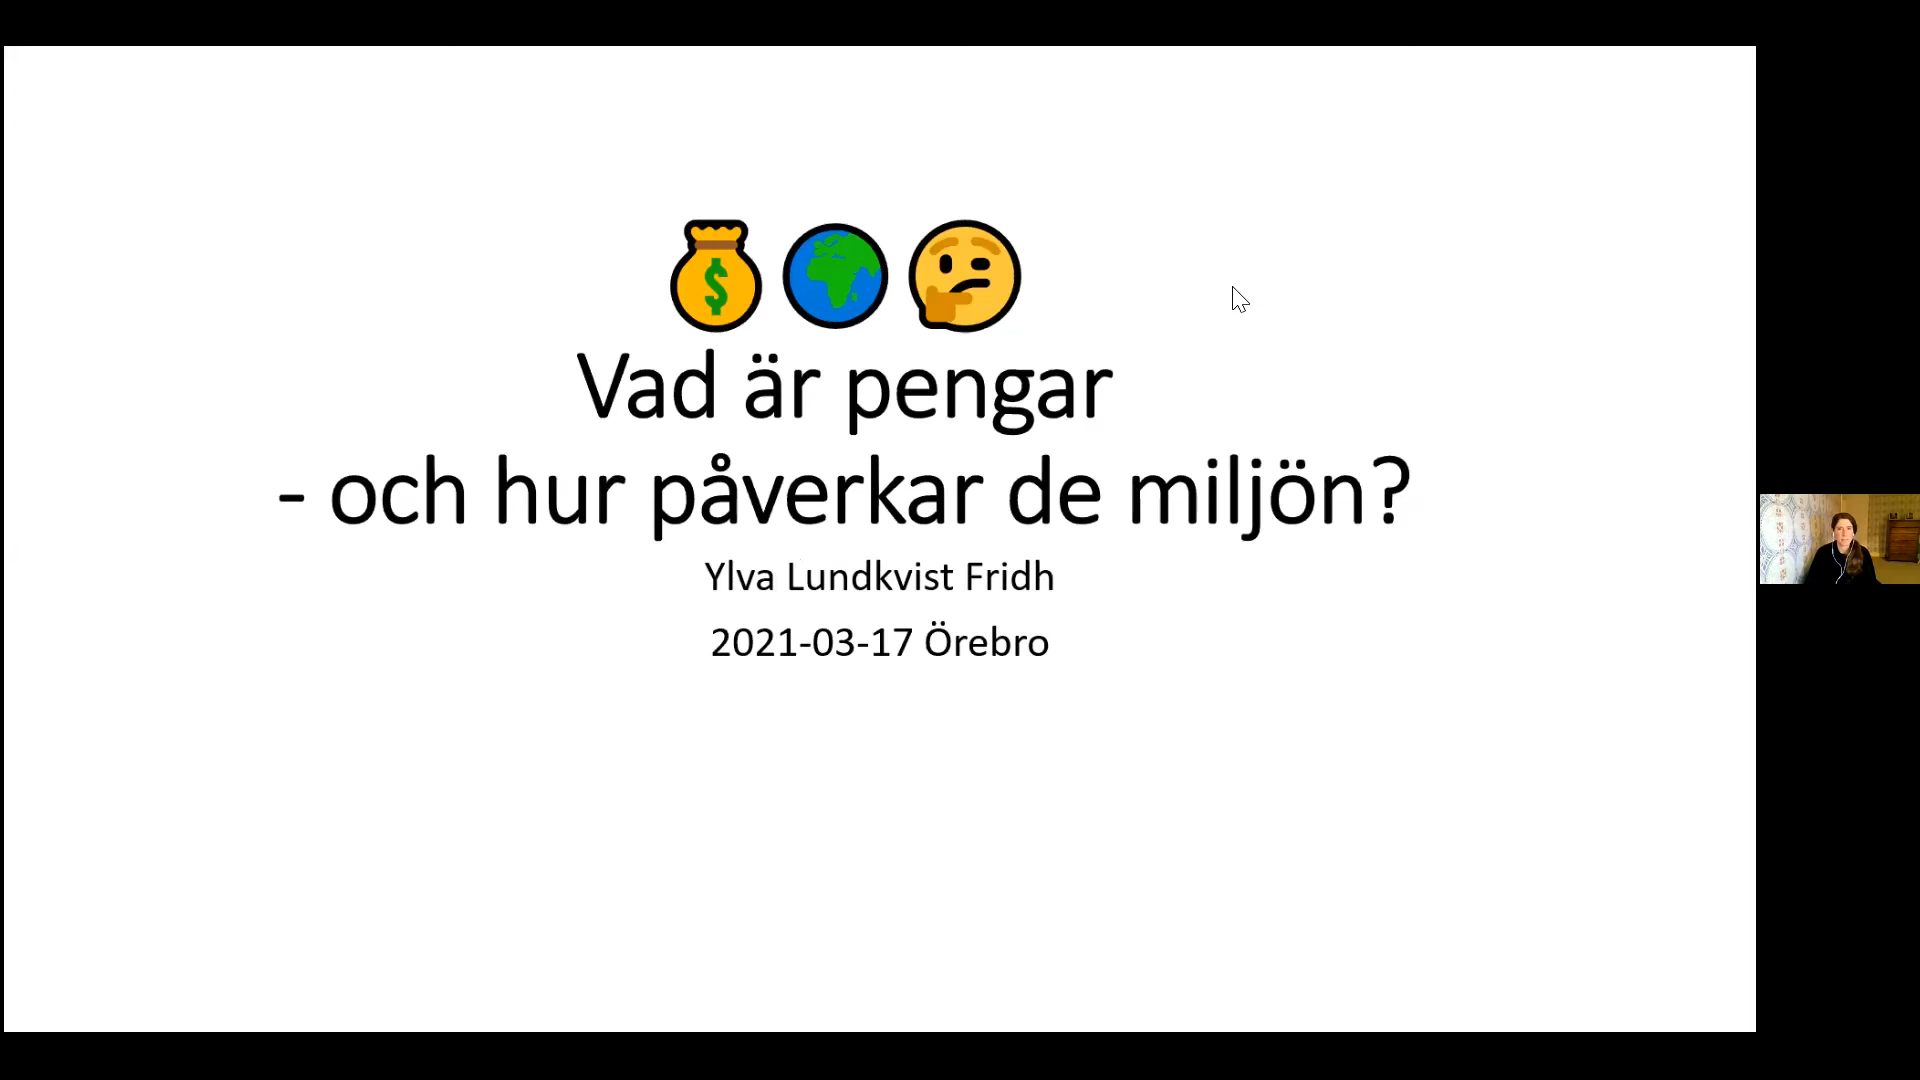 Vad är pengar
- och hur påverkar de miljön?
Ylva Lundkvist Fridh
2021-03-17 Örebro